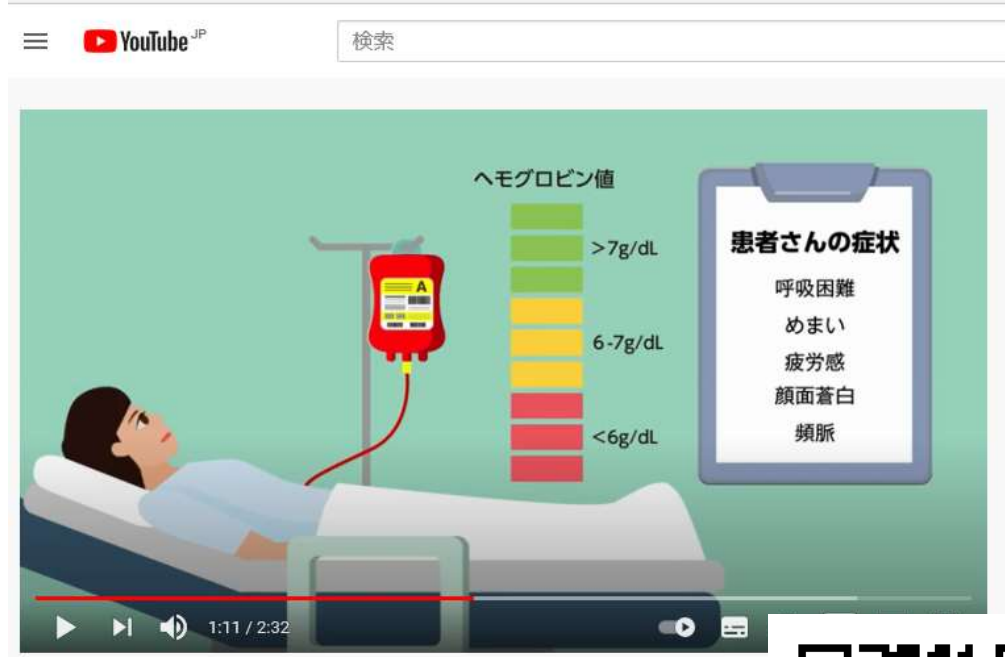 YouTube JP
検索
ヘモグロビン値
>7g/dL
6-7g/dL
<6g/dL
A
患者さんの症状
呼吸困難
めまい
疲労感
顔面蒼白
頻脈
1:11 / 2:32